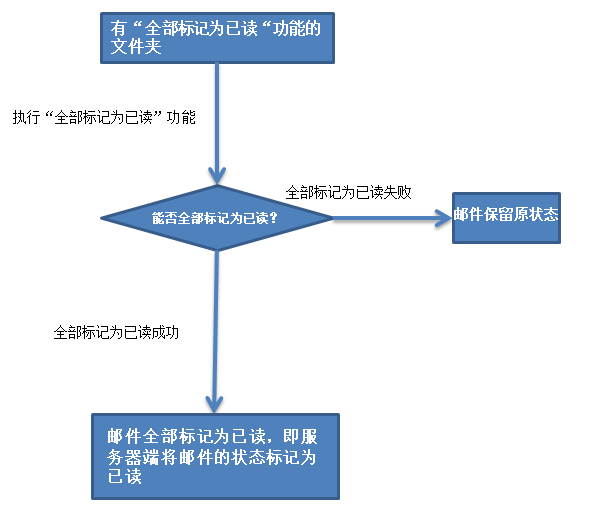 有“全部标记为已读“功能的
文件夹
执行“全部标记为已读”功能
全部标记为已读失败
能否全部标记为已读？
邮件保留原状态
全部标记为已读成功
邮件全部标记为已读，即服
务器端将邮件的状态标记为
已读